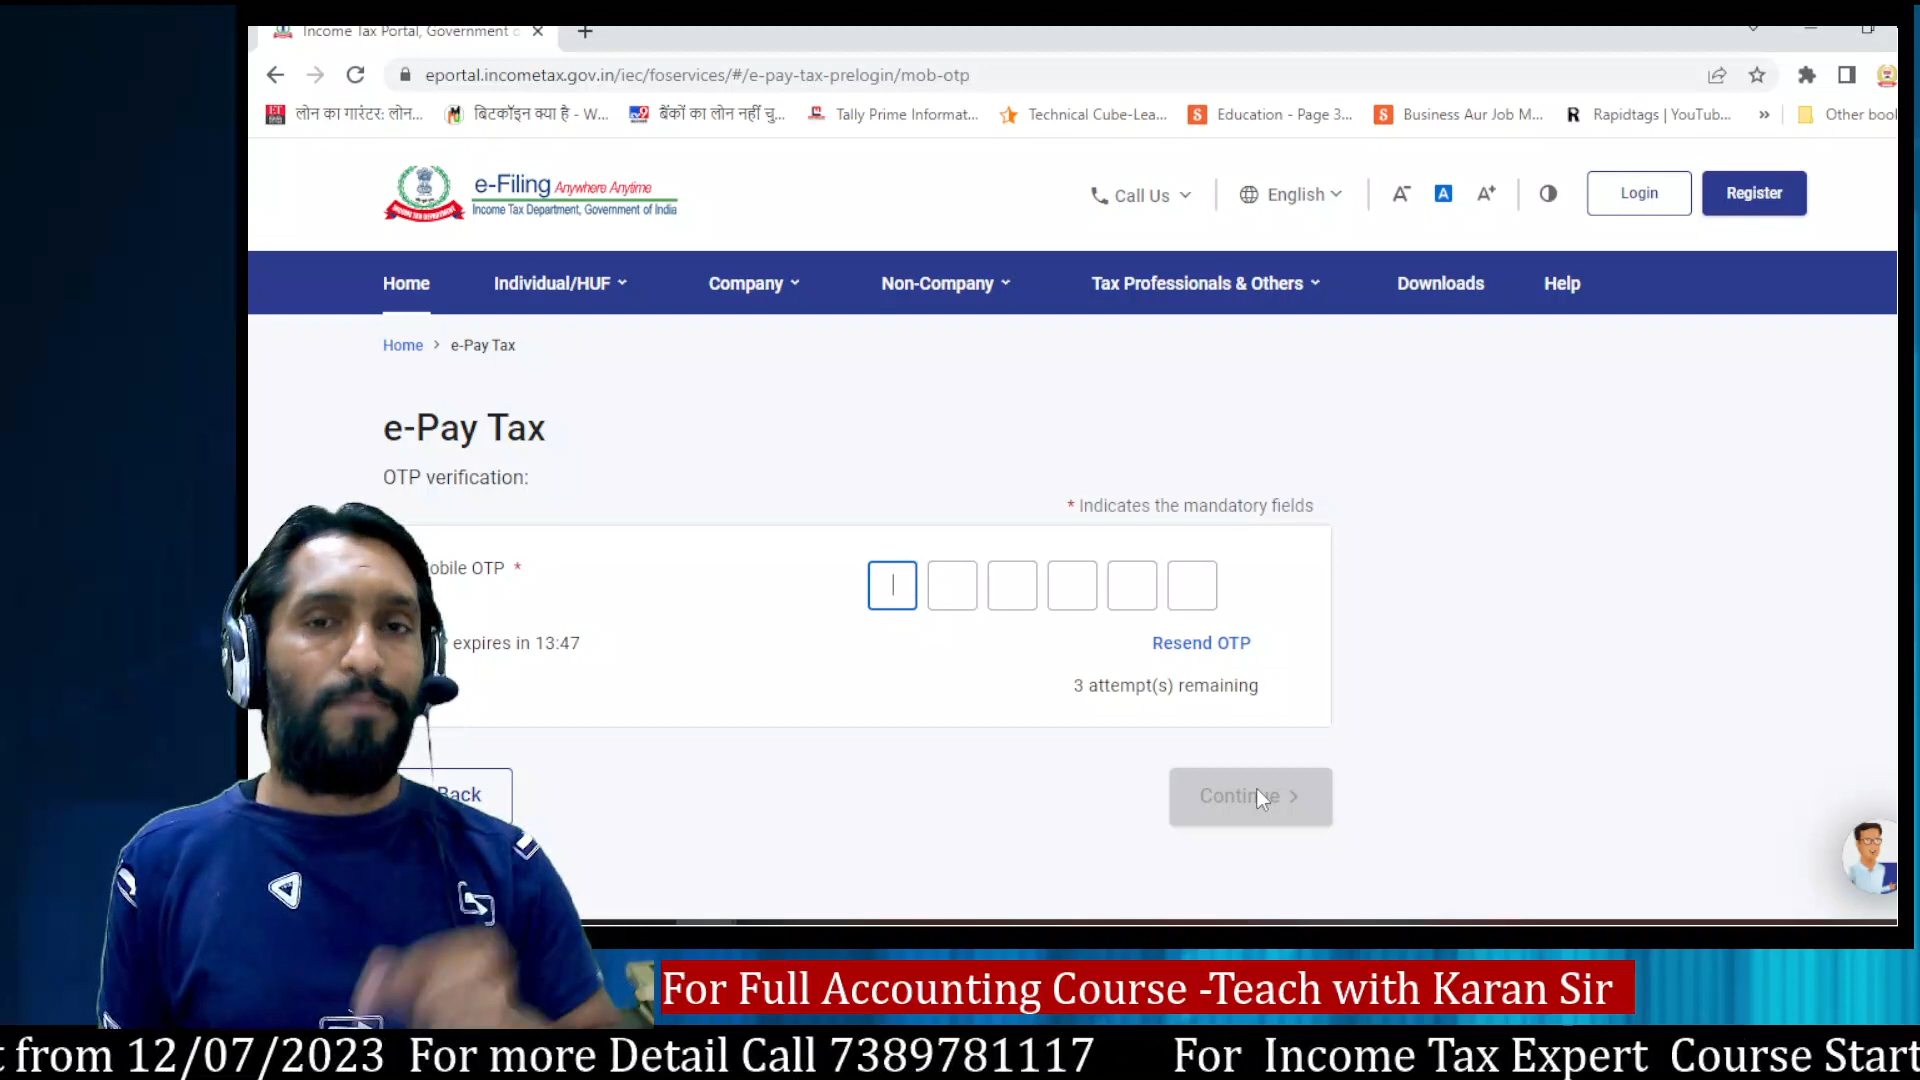 Income Tax Portal, Government
eportal.incometax.gov.in/iec/foservices/#/e-pay-tax-prelogin/mob-otp
ET लोन का गारंटर: लोन... बिटकॉइन क्या है - W... बैंकों का लोन नहीं चु... Tally Prime Informat... Technical Cube-Lea... S Education - Page 3... S Business Aur Job M... R Rapidtags | YouTub... » Other
e-Filing Anywhere Anytime
Income Tax Department, Government of India
INCOME TAX DEPARTMENT
Call Us English A- A A+ Login Register
Home Individual/HUF Company Non-Company Tax Professionals & Others Downloads Help
Home > e-Pay Tax
e-Pay Tax
OTP verification:
* Indicates the mandatory fields
OTP *
expires in 13:47 Resend OTP
3 attempt(s) remaining
Back Continue >
For Full Accounting Course -Teach with Karan Sir
from 12/07/2023 For more Detail Call 7389781117 For Income Tax Expert Course Start